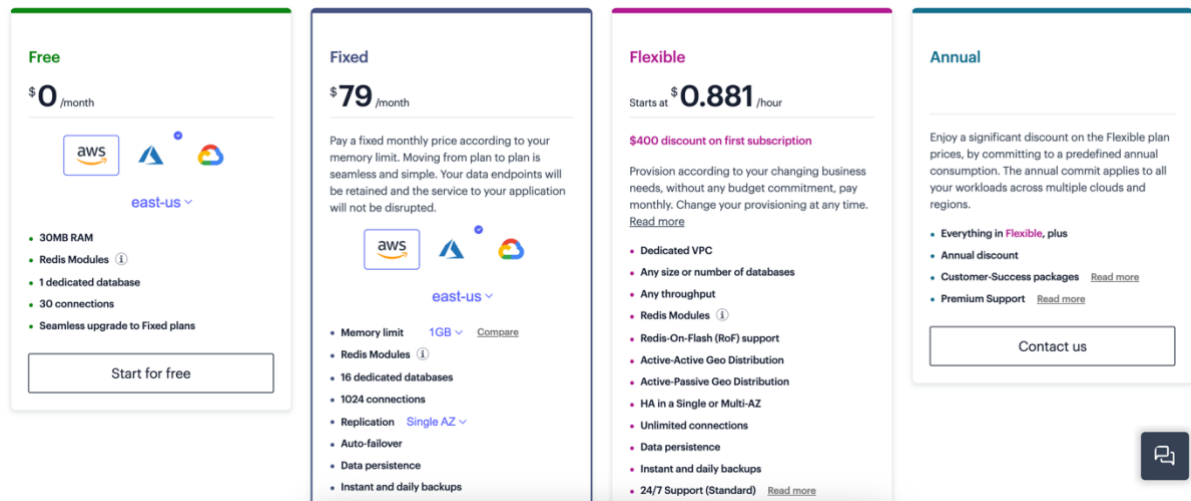 Free
$0 /month
aws
east-us
30MB RAM
Redis Modules
1 dedicated database
30 connections
Seamless upgrade to Fixed plans
Start for free
Fixed
$79 /month
Pay a fixed monthly price according to your
memory limit. Moving from plan to plan is
seamless and simple. Your data endpoints will
be retained and the service to your application
will not be disrupted.
aws
east-us
Memory limit 1GB Compare
Redis Modules
16 dedicated databases
1024 connections
Replication Single AZ
Auto-failover
Data persistence
Instant and daily backups
Flexible
Starts at $0.881 /hour
$400 discount on first subscription
Provision according to your changing business
needs, without any budget commitment, pay
monthly. Change your provisioning at any time.
Read more
Dedicated VPC
Any size or number of databases
Any throughput
Redis Modules
Redis-On-Flash (RoF) support
Active-Active Geo Distribution
Active-Passive Geo Distribution
HA in a Single or Multi-AZ
Unlimited connections
Data persistence
Instant and daily backups
24/7 Support (Standard) Read more
Annual
Enjoy a significant discount on the Flexible plan
prices, by committing to a predefined annual
consumption. The annual commit applies to all
your workloads across multiple clouds and
regions.
Everything in Flexible, plus
Annual discount
Customer-Success packages Read more
Premium Support Read more
Contact us